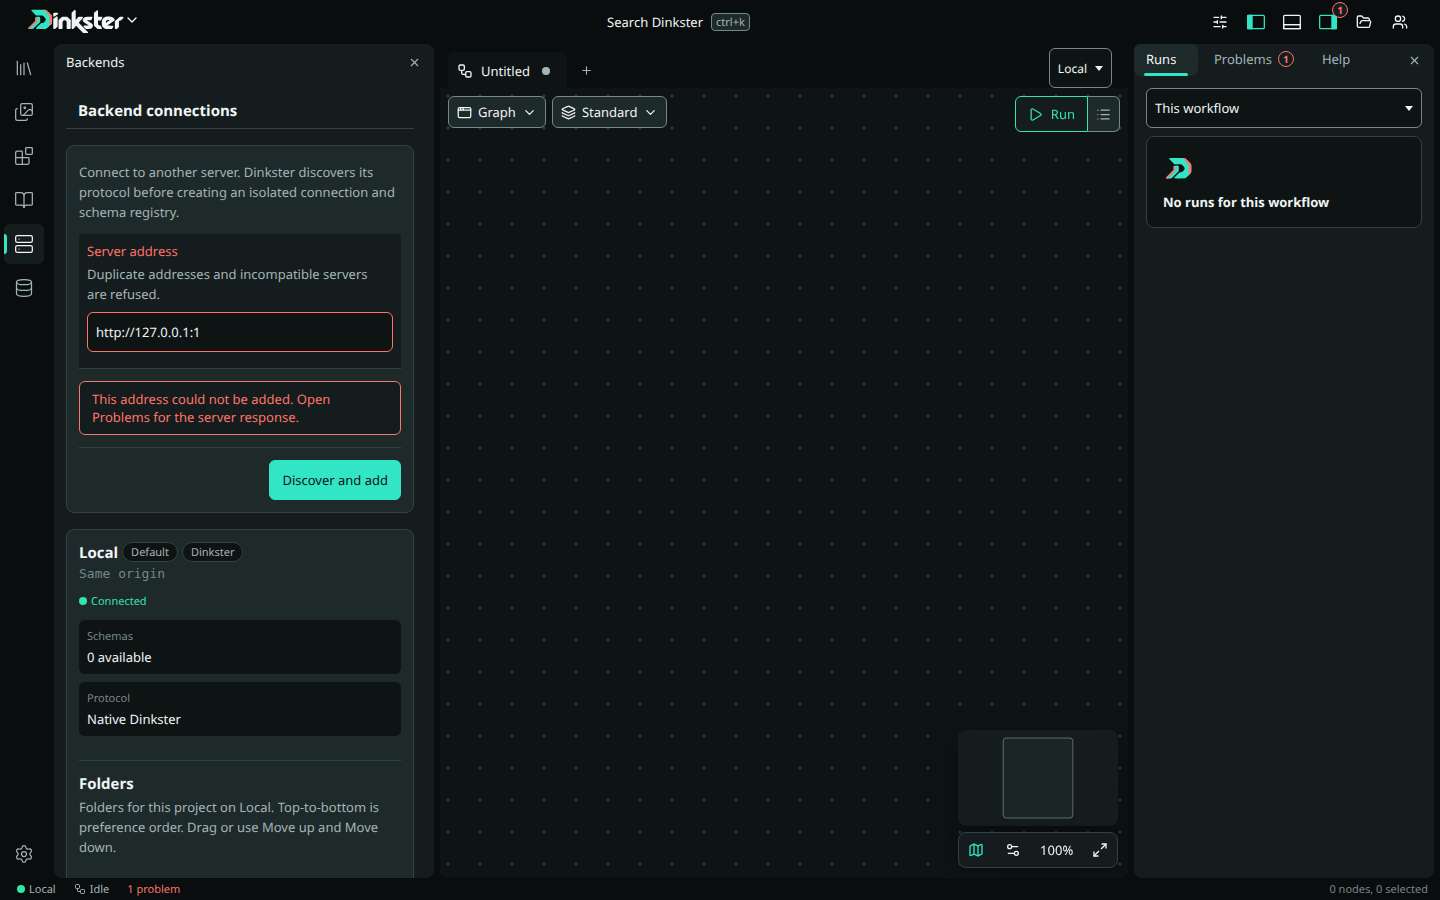 Dinkster
Search Dinkster ctrl+k
1
Backends
Untitled
Local
Runs
Problems 1
Help
Backend connections
Graph
Standard
Run
This workflow
Connect to another server. Dinkster discovers its
protocol before creating an isolated connection and
schema registry.
No runs for this workflow
Server address
Duplicate addresses and incompatible servers
are refused.
http://127.0.0.1:1
This address could not be added. Open
Problems for the server response.
Discover and add
Local Default Dinkster
Same origin
Connected
Schemas
0 available
Protocol
Native Dinkster
Folders
Folders for this project on Local. Top-to-bottom is
preference order. Drag or use Move up and Move
down.
100%
Local
Idle
1 problem
0 nodes, 0 selected